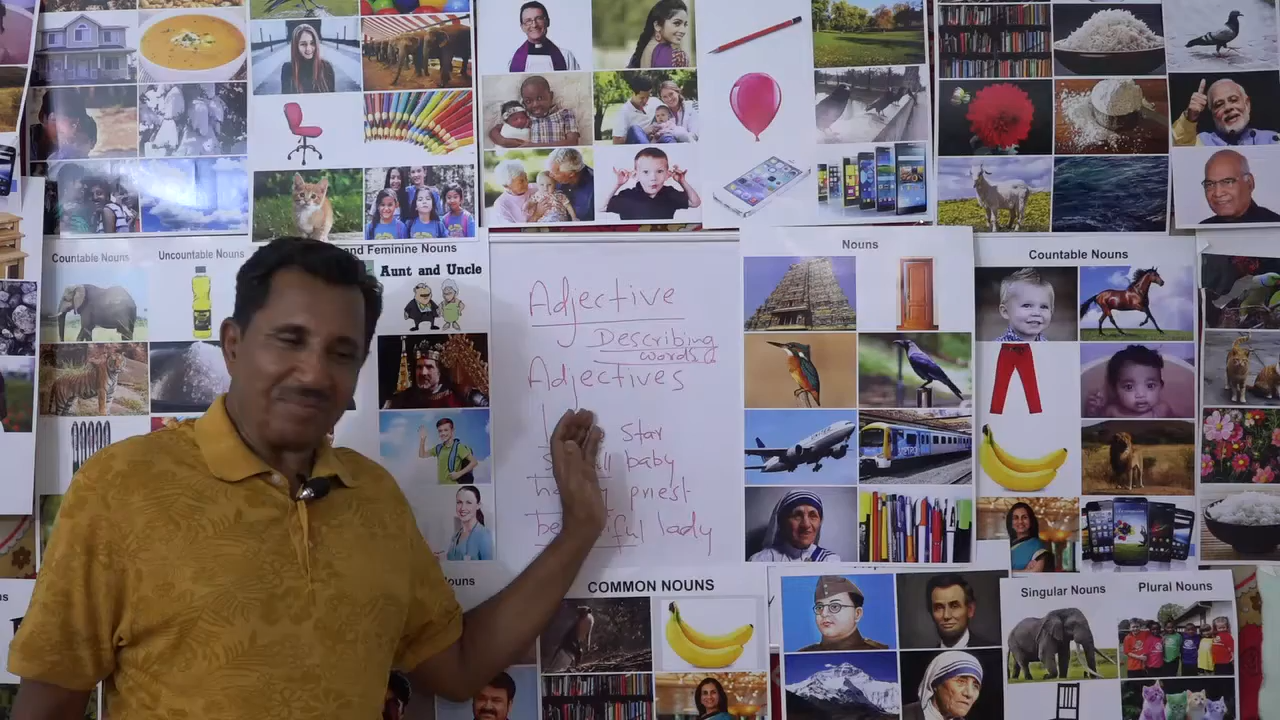 Countable Nouns
Uncountable Nouns
and Feminine Nouns
Aunt and Uncle
Adjective
Describing
words
Adjectives
Star
baby
priest
lady
Nouns
Countable Nouns
COMMON NOUNS
Singular Nouns
Plural Nouns